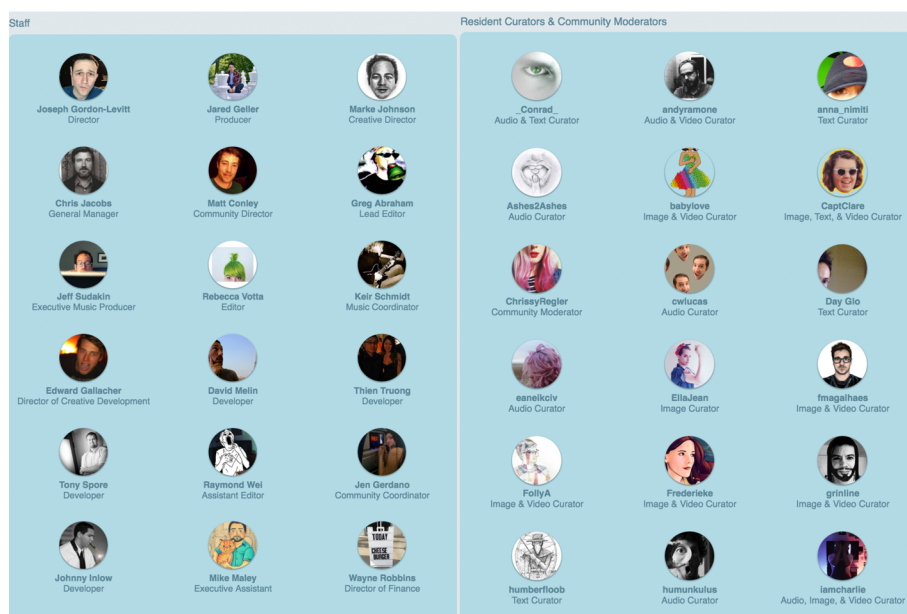 Staff
Joseph Gordon-Levitt
Director
Jared Geller
Producer
Marke Johnson
Creative Director
Chris Jacobs
General Manager
Matt Conley
Community Director
Greg Abraham
Lead Editor
Jeff Sudakin
Executive Music Producer
Rebecca Votta
Editor
Keir Schmidt
Music Coordinator
Edward Gallacher
Director of Creative Development
David Melin
Developer
Thien Truong
Developer
Tony Spore
Developer
Raymond Wei
Assistant Editor
Jen Gerdano
Community Coordinator
Johnny Inlow
Developer
Mike Maley
Executive Assistant
TODAY
CHEESE
BURGER
Wayne Robbins
Director of Finance
Resident Curators & Community Moderators
_Conrad_
Audio & Text Curator
andyramone
Audio & Video Curator
anna_nimiti
Text Curator
Ashes2Ashes
Audio Curator
babylove
Image & Video Curator
CaptClare
Image, Text, & Video Curator
ChrissyRegler
Community Moderator
cwlucas
Audio Curator
Day Glo
Text Curator
eaneikciv
Audio Curator
EllaJean
Image Curator
fmagalhaes
Image & Video Curator
FollyA
Image & Video Curator
Frederieke
Image & Video Curator
grinline
Image & Video Curator
humberfloob
Text Curator
humunkulus
Audio Curator
iamcharlie
Audio, Image, & Video Curator